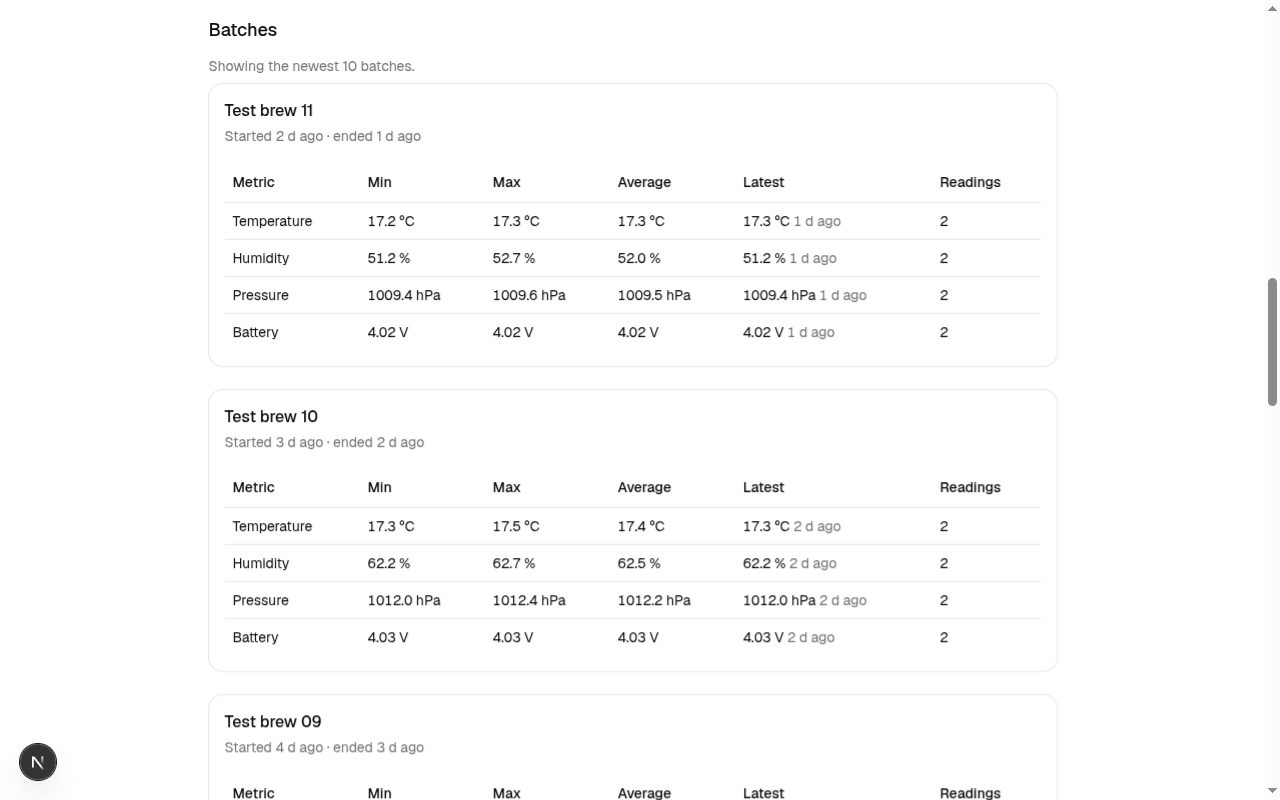 Batches
Showing the newest 10 batches.
Test brew 11
Started 2 d ago · ended 1 d ago
Metric Min Max Average Latest Readings
Temperature 17.2 °C 17.3 °C 17.3 °C 17.3 °C 1 d ago 2
Humidity 51.2 % 52.7 % 52.0 % 51.2 % 1 d ago 2
Pressure 1009.4 hPa 1009.6 hPa 1009.5 hPa 1009.4 hPa 1 d ago 2
Battery 4.02 V 4.02 V 4.02 V 4.02 V 1 d ago 2
Test brew 10
Started 3 d ago · ended 2 d ago
Metric Min Max Average Latest Readings
Temperature 17.3 °C 17.5 °C 17.4 °C 17.3 °C 2 d ago 2
Humidity 62.2 % 62.7 % 62.5 % 62.2 % 2 d ago 2
Pressure 1012.0 hPa 1012.4 hPa 1012.2 hPa 1012.0 hPa 2 d ago 2
Battery 4.03 V 4.03 V 4.03 V 4.03 V 2 d ago 2
Test brew 09
Started 4 d ago · ended 3 d ago
Metric Min Max Average Latest Readings
N